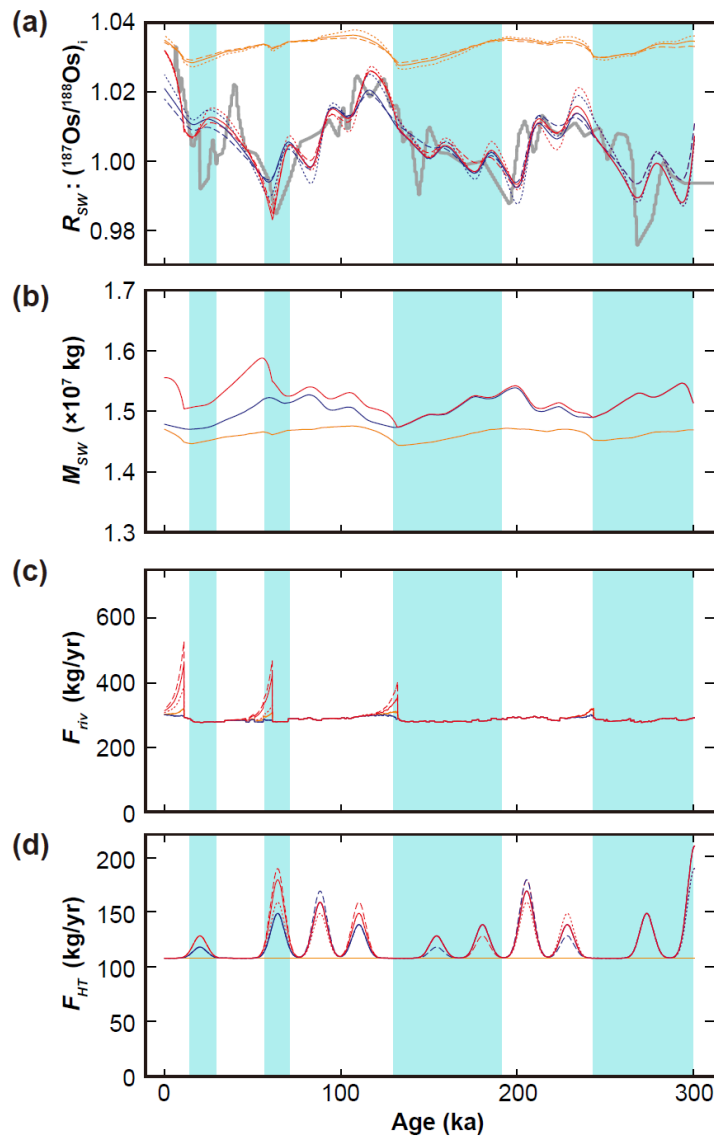 (a)
1.04
1.02
1.00
0.98
R_SW : (¹⁸⁷Os/¹⁸⁸Os)ᵢ
(b)
1.7
1.6
1.5
1.4
1.3
M_SW (×10⁷ kg)
(c)
600
400
200
0
F_riv (kg/yr)
(d)
200
150
100
50
0
F_HT (kg/yr)
0 100 200 300
Age (ka)